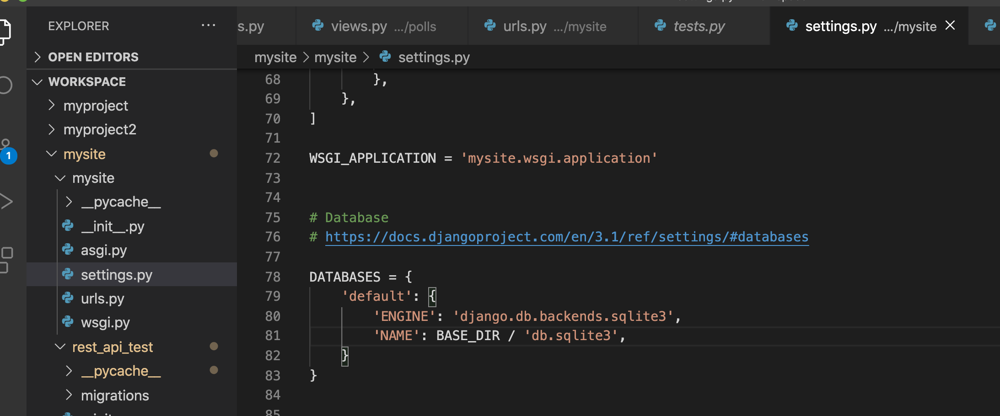 EXPLORER
OPEN EDITORS
WORKSPACE
myproject
myproject2
mysite
mysite
__pycache__
__init__.py
asgi.py
settings.py
urls.py
wsgi.py
rest_api_test
__pycache__
migrations
1
s.py
views.py .../polls
urls.py .../mysite
tests.py
settings.py .../mysite
mysite > mysite > settings.py
68 },
69 },
70 ]
71
72 WSGI_APPLICATION = 'mysite.wsgi.application'
73
74
75 # Database
76 # https://docs.djangoproject.com/en/3.1/ref/settings/#databases
77
78 DATABASES = {
79 'default': {
80 'ENGINE': 'django.db.backends.sqlite3',
81 'NAME': BASE_DIR / 'db.sqlite3',
82 }
83 }
84
85